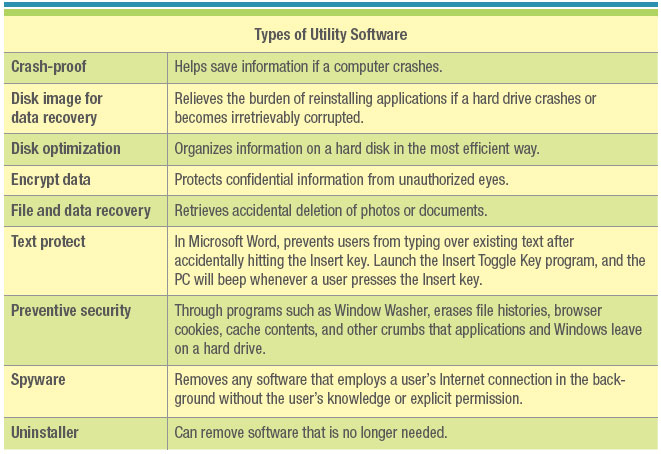 Types of Utility Software
Crash-proof
Helps save information if a computer crashes.
Disk image for
data recovery
Relieves the burden of reinstalling applications if a hard drive crashes or
becomes irretrievably corrupted.
Disk optimization
Organizes information on a hard disk in the most efficient way.
Encrypt data
Protects confidential information from unauthorized eyes.
File and data recovery
Retrieves accidental deletion of photos or documents.
Text protect
In Microsoft Word, prevents users from typing over existing text after
accidentally hitting the Insert key. Launch the Insert Toggle Key program, and the
PC will beep whenever a user presses the Insert key.
Preventive security
Through programs such as Window Washer, erases file histories, browser
cookies, cache contents, and other crumbs that applications and Windows leave
on a hard drive.
Spyware
Removes any software that employs a user's Internet connection in the back-
ground without the user's knowledge or explicit permission.
Uninstaller
Can remove software that is no longer needed.